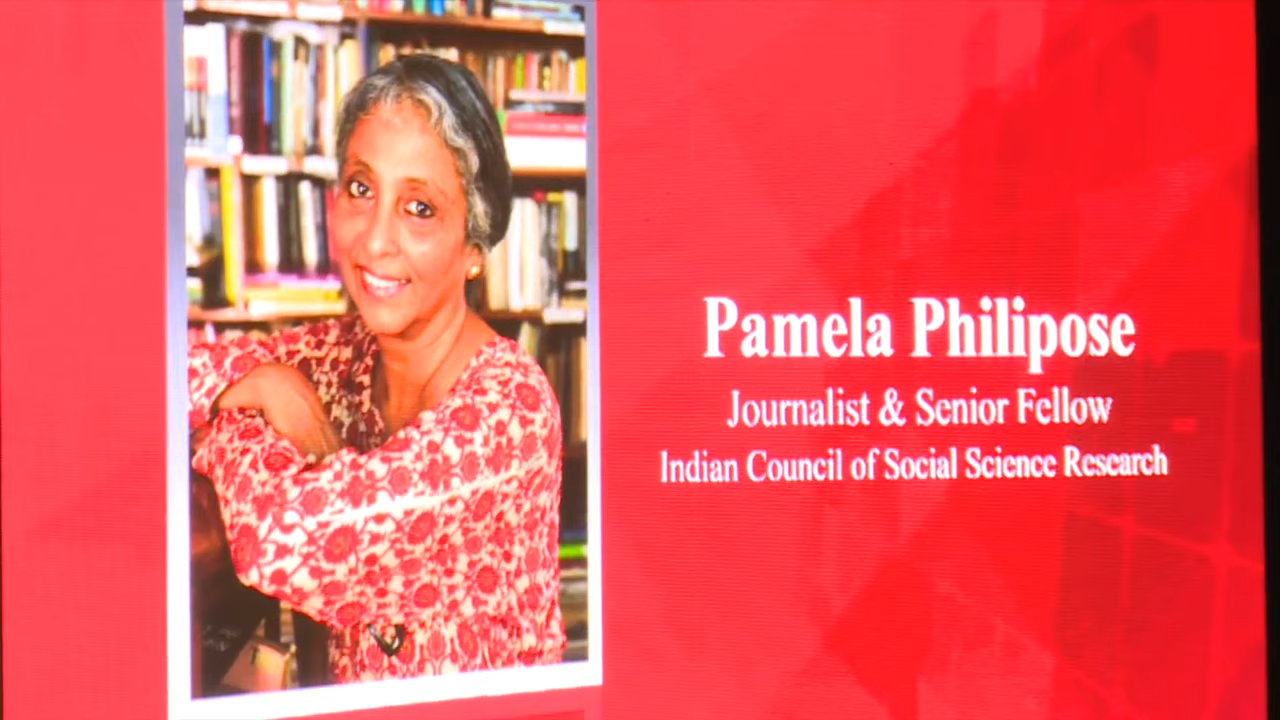 Pamela Philipose
Journalist & Senior Fellow
Indian Council of Social Science Research